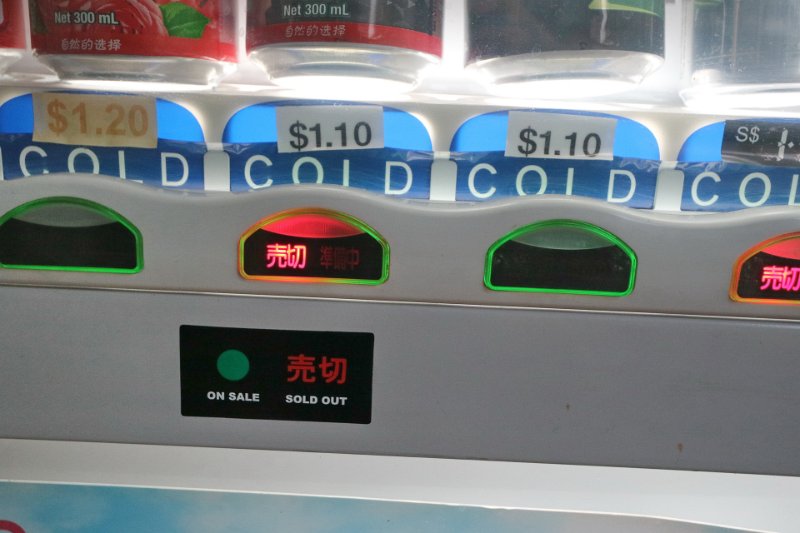 Net 300 mL
自然的选择
Net 300 mL
自然的选择
$1.20
$1.10
$1.10
S$
COLD
COLD
COLD
COL
売切 準備中
売切
売切
ON SALE
SOLD OUT